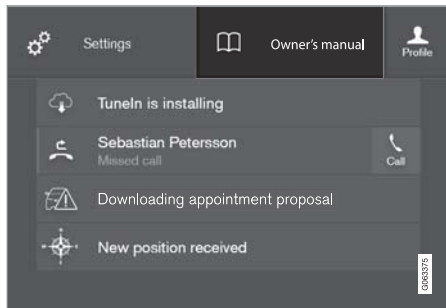 Settings
Owner's manual
Profile
TuneIn is installing
Sebastian Petersson
Missed call
Call
Downloading appointment proposal
New position received
G063375